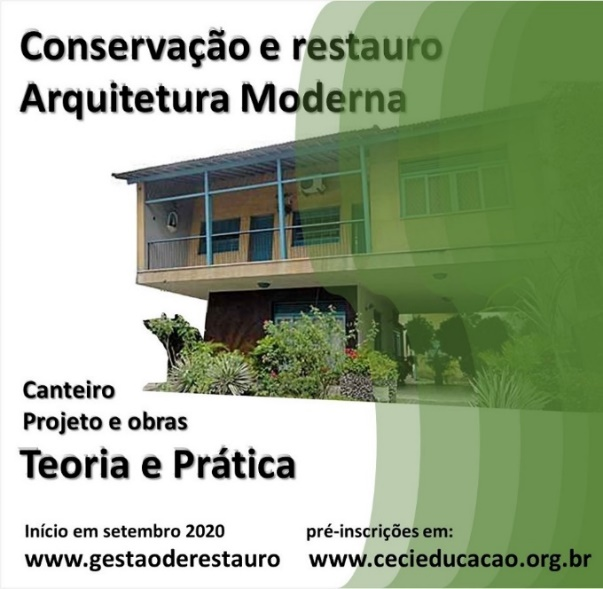 Conservação e restauro
Arquitetura Moderna
Canteiro
Projeto e obras
Teoria e Prática
Início em setembro 2020
pré-inscrições em:
www.gestaoderestauro
www.cecieducacao.org.br